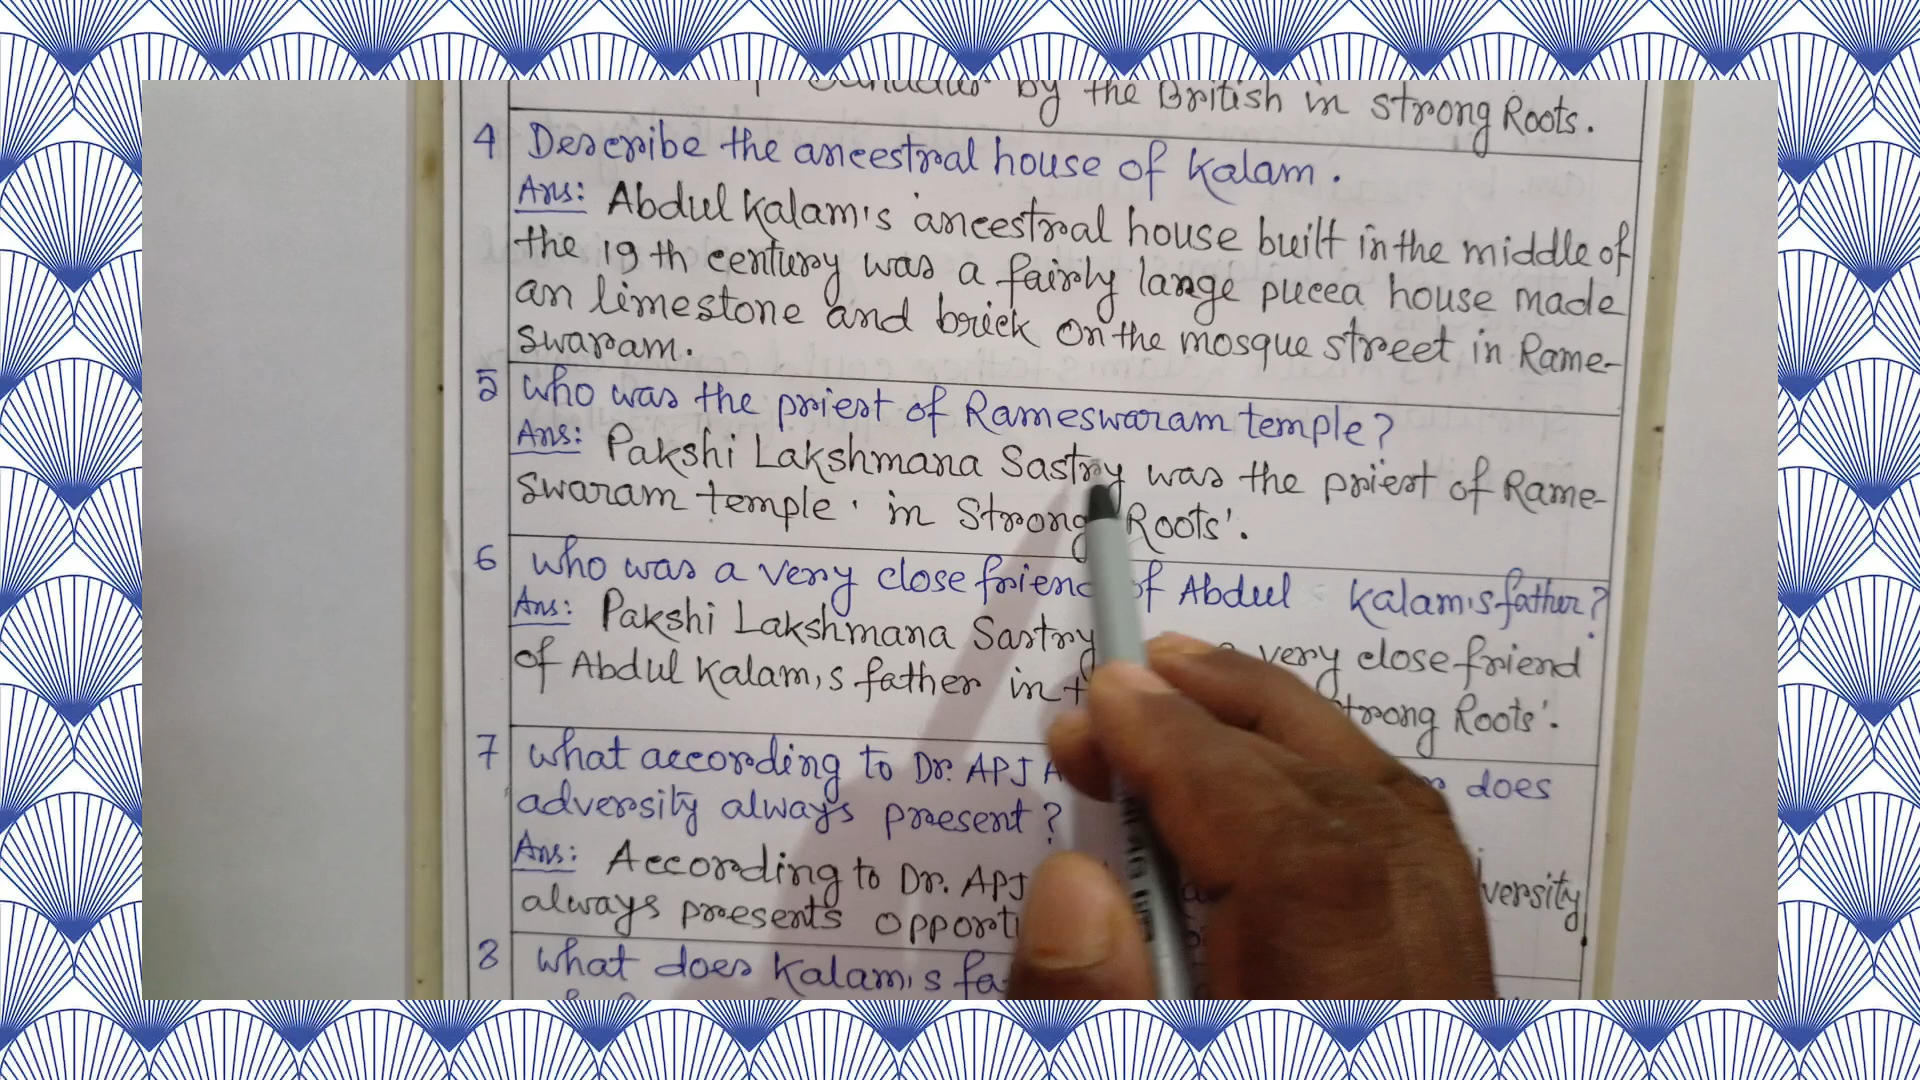 by the British in strong Roots.
4 Describe the ancestral house of Kalam.
Ans: Abdul Kalam's ancestral house built in the middle of
the 19 th century was a fairly large pucca house made
an limestone and brick on the mosque street in Rame-
swaram.
5 who was the priest of Rameswaram temple?
Ans: Pakshi Lakshmana Sastry was the priest of Rame-
swaram temple ' in Strong Roots'.
6 who was a very close friend of Abdul Kalam's father?
Ans: Pakshi Lakshmana Sastry very close friend
of Abdul Kalam's father in Strong Roots'.
7 what according to Dr. APJ does
adversity always present?
Ans: According to Dr. APJ adversity
always presents
8 what does Kalam's